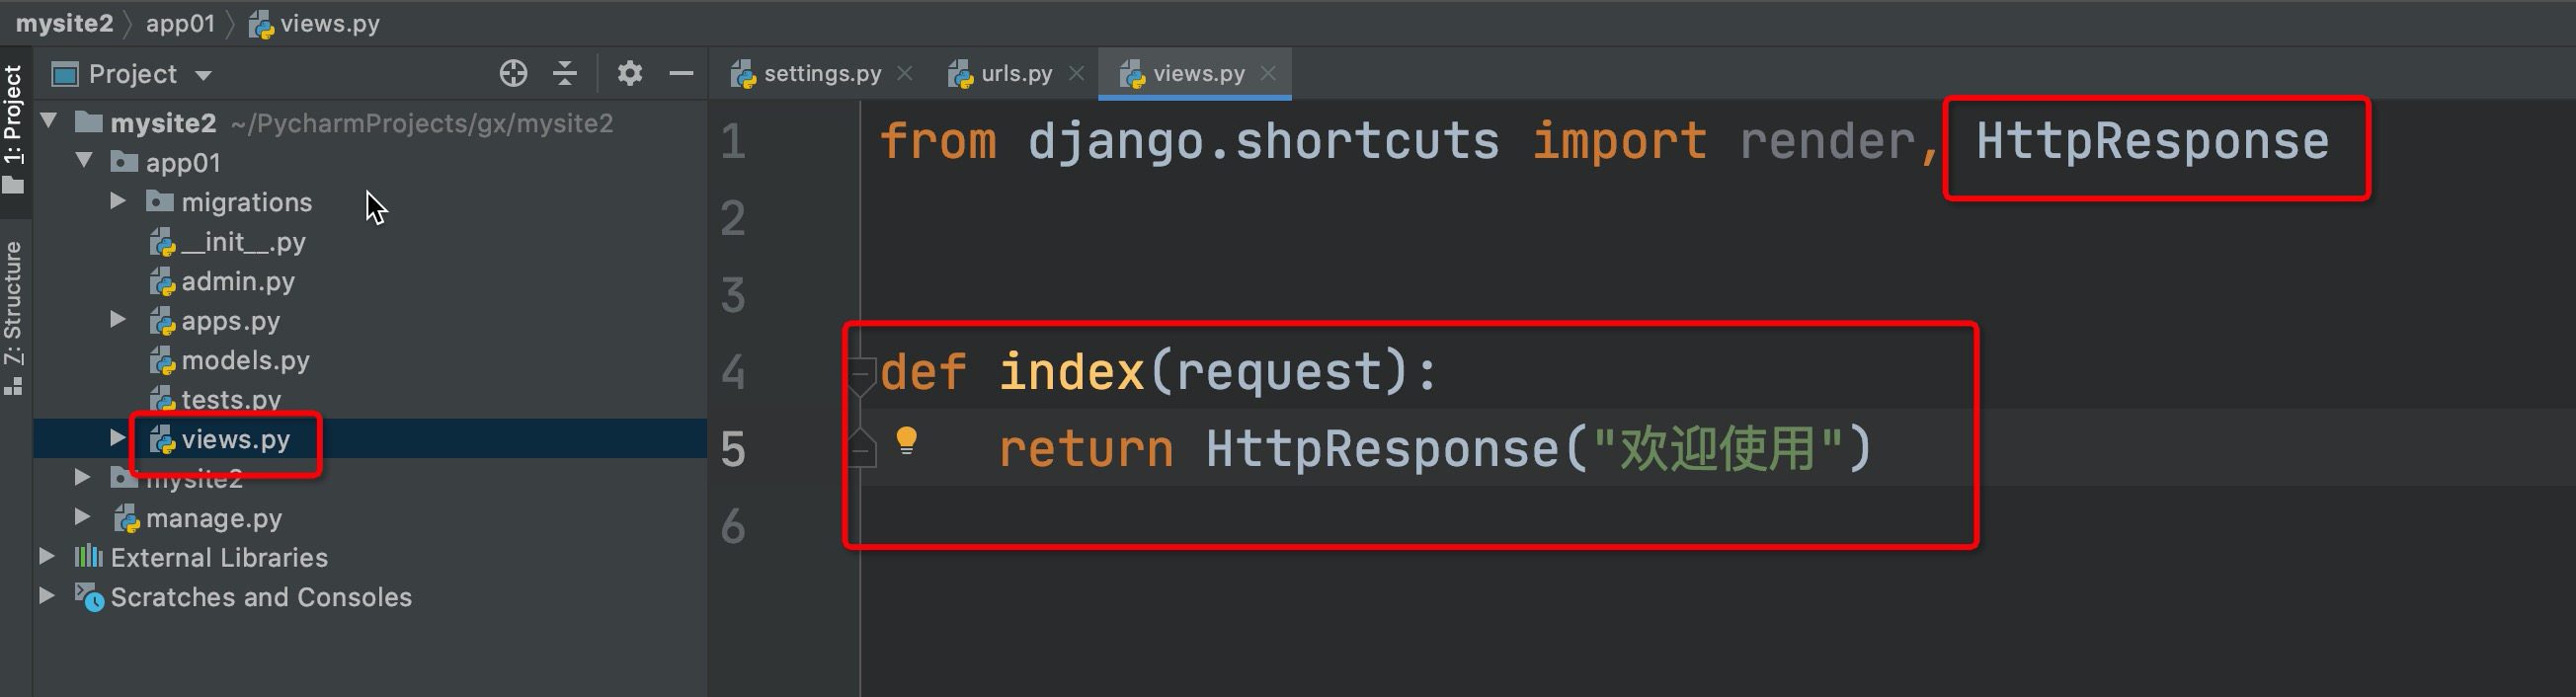 mysite2 app01 views.py
1: Project
7: Structure
Project
mysite2 ~/PycharmProjects/gx/mysite2
app01
migrations
__init__.py
admin.py
apps.py
models.py
tests.py
views.py
mysite2
manage.py
External Libraries
Scratches and Consoles
settings.py urls.py views.py
1 from django.shortcuts import render, HttpResponse
2
3
4 def index(request):
5 return HttpResponse("欢迎使用")
6